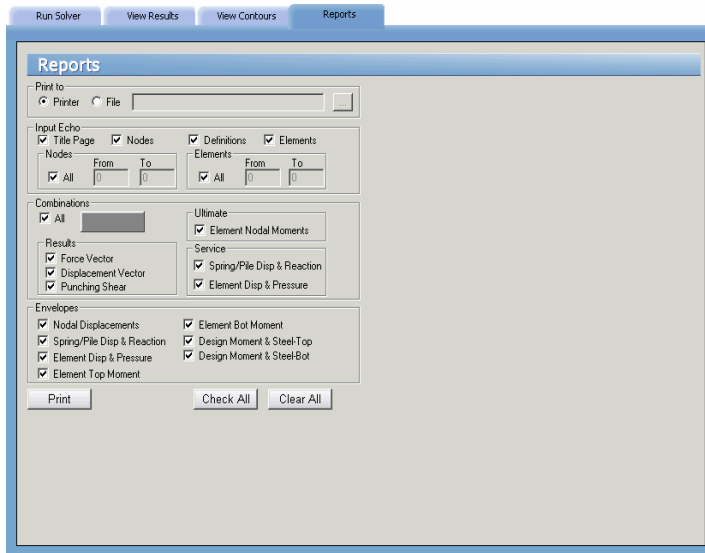 Run Solver View Results View Contours Reports
Reports
Print to
Printer File ...
Input Echo
Title Page Nodes Definitions Elements
Nodes Elements
From To From To
All 0 0 All 0 0
Combinations
All
Ultimate
Element Nodal Moments
Results
Force Vector
Displacement Vector
Punching Shear
Service
Spring/Pile Disp & Reaction
Element Disp & Pressure
Envelopes
Nodal Displacements Element Bot Moment
Spring/Pile Disp & Reaction Design Moment & Steel-Top
Element Disp & Pressure Design Moment & Steel-Bot
Element Top Moment
Print Check All Clear All